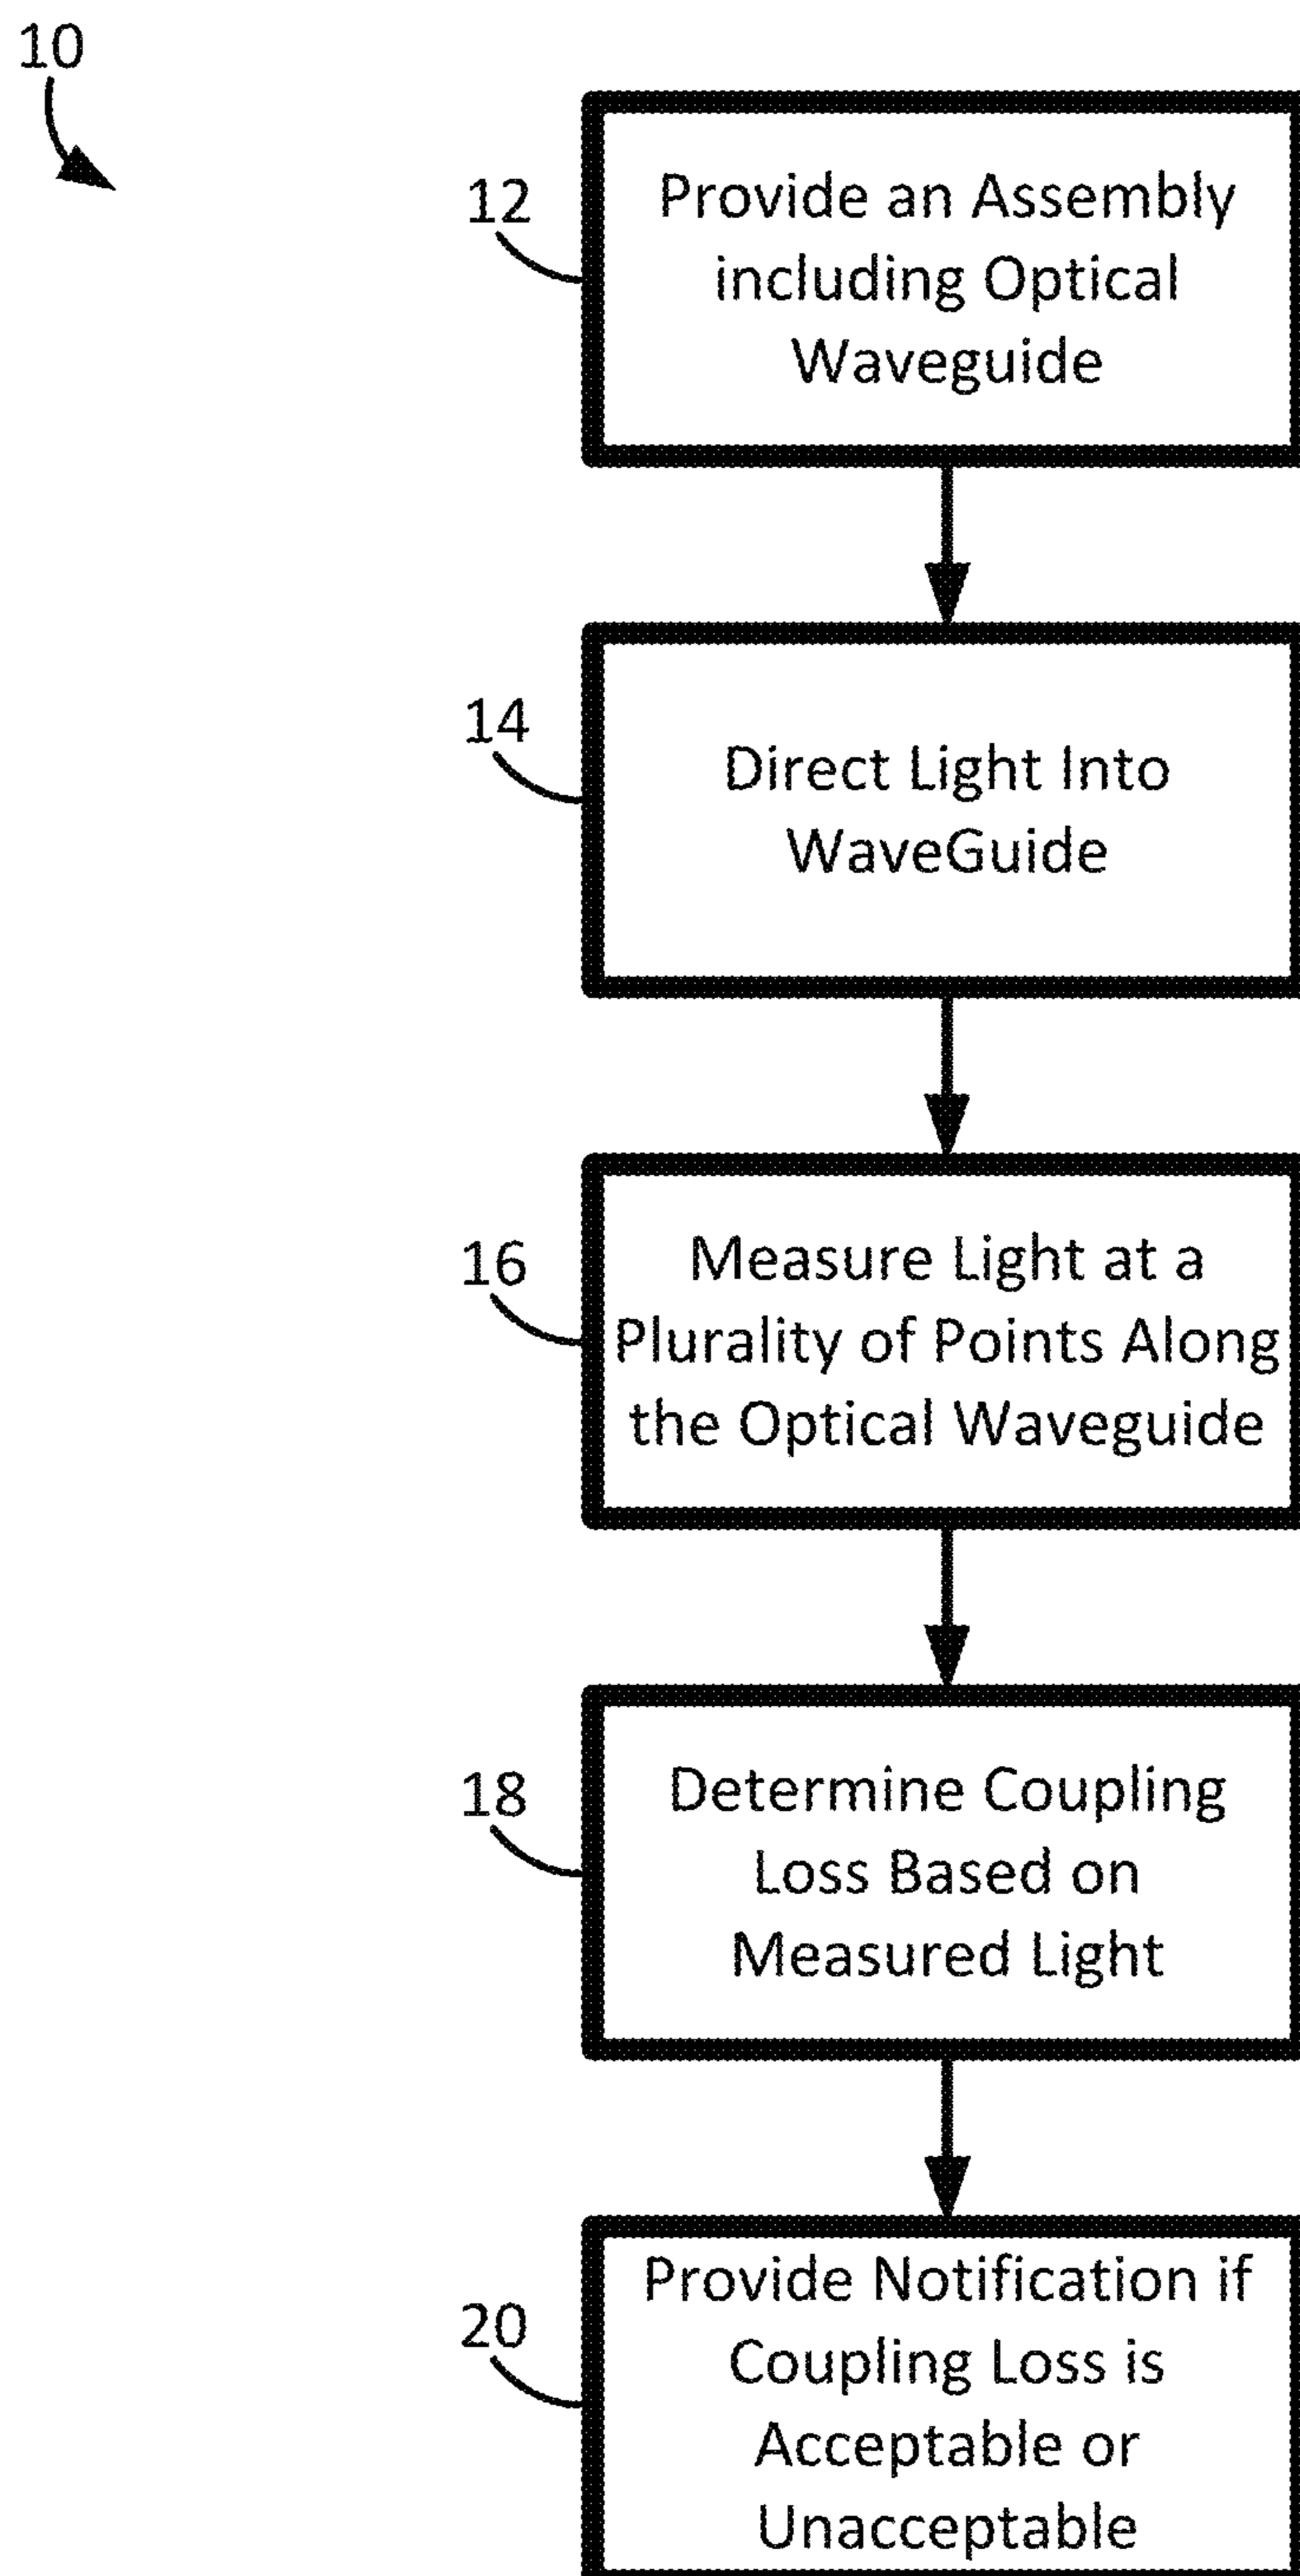 10
12
Provide an Assembly
including Optical
Waveguide
14
Direct Light Into
WaveGuide
16
Measure Light at a
Plurality of Points Along
the Optical Waveguide
18
Determine Coupling
Loss Based on
Measured Light
20
Provide Notification if
Coupling Loss is
Acceptable or
Unacceptable